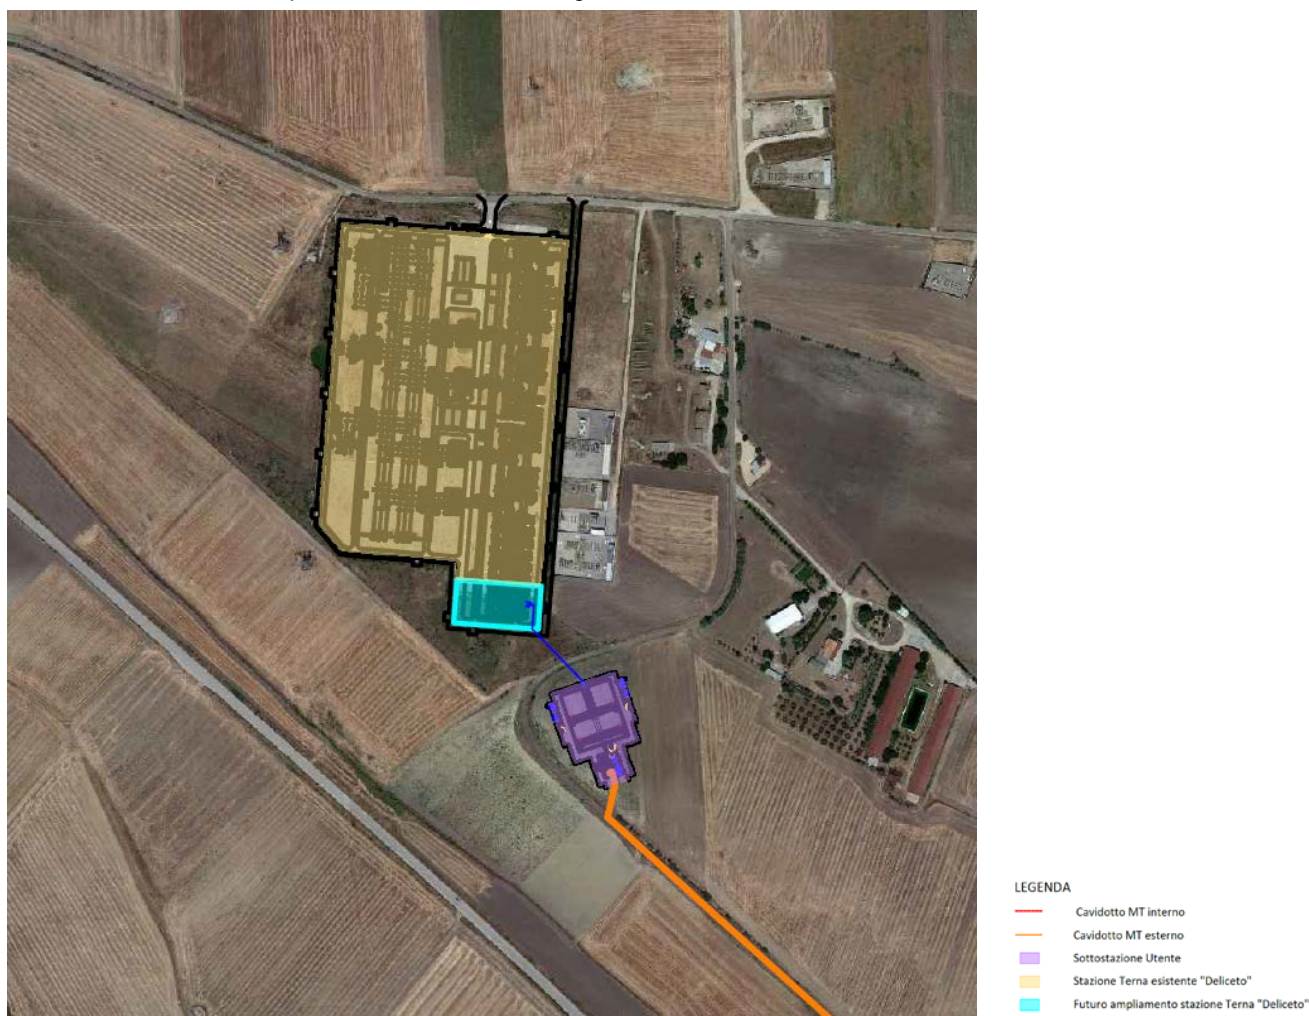 LEGENDA
Cavidotto MT interno
Cavidotto MT esterno
Sottostazione Utente
Stazione Terna esistente "Deliceto"
Futuro ampliamento stazione Terna "Deliceto"